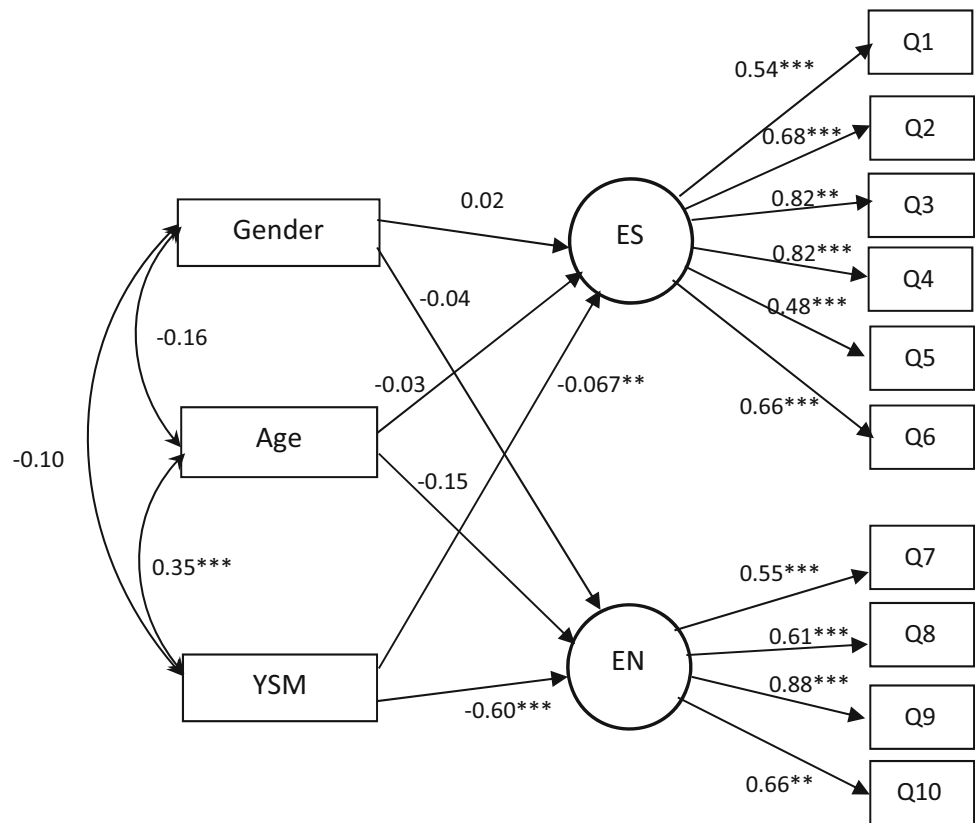 Q1
0.54***
Q2
0.68***
0.82**
Q3
0.02
Gender
ES
0.82***
Q4
-0.04
0.48***
-0.16
Q5
-0.03
-0.067**
0.66***
Age
Q6
-0.10
-0.15
Q7
0.35***
0.55***
Q8
0.61***
EN
YSM
0.88***
Q9
-0.60***
0.66**
Q10